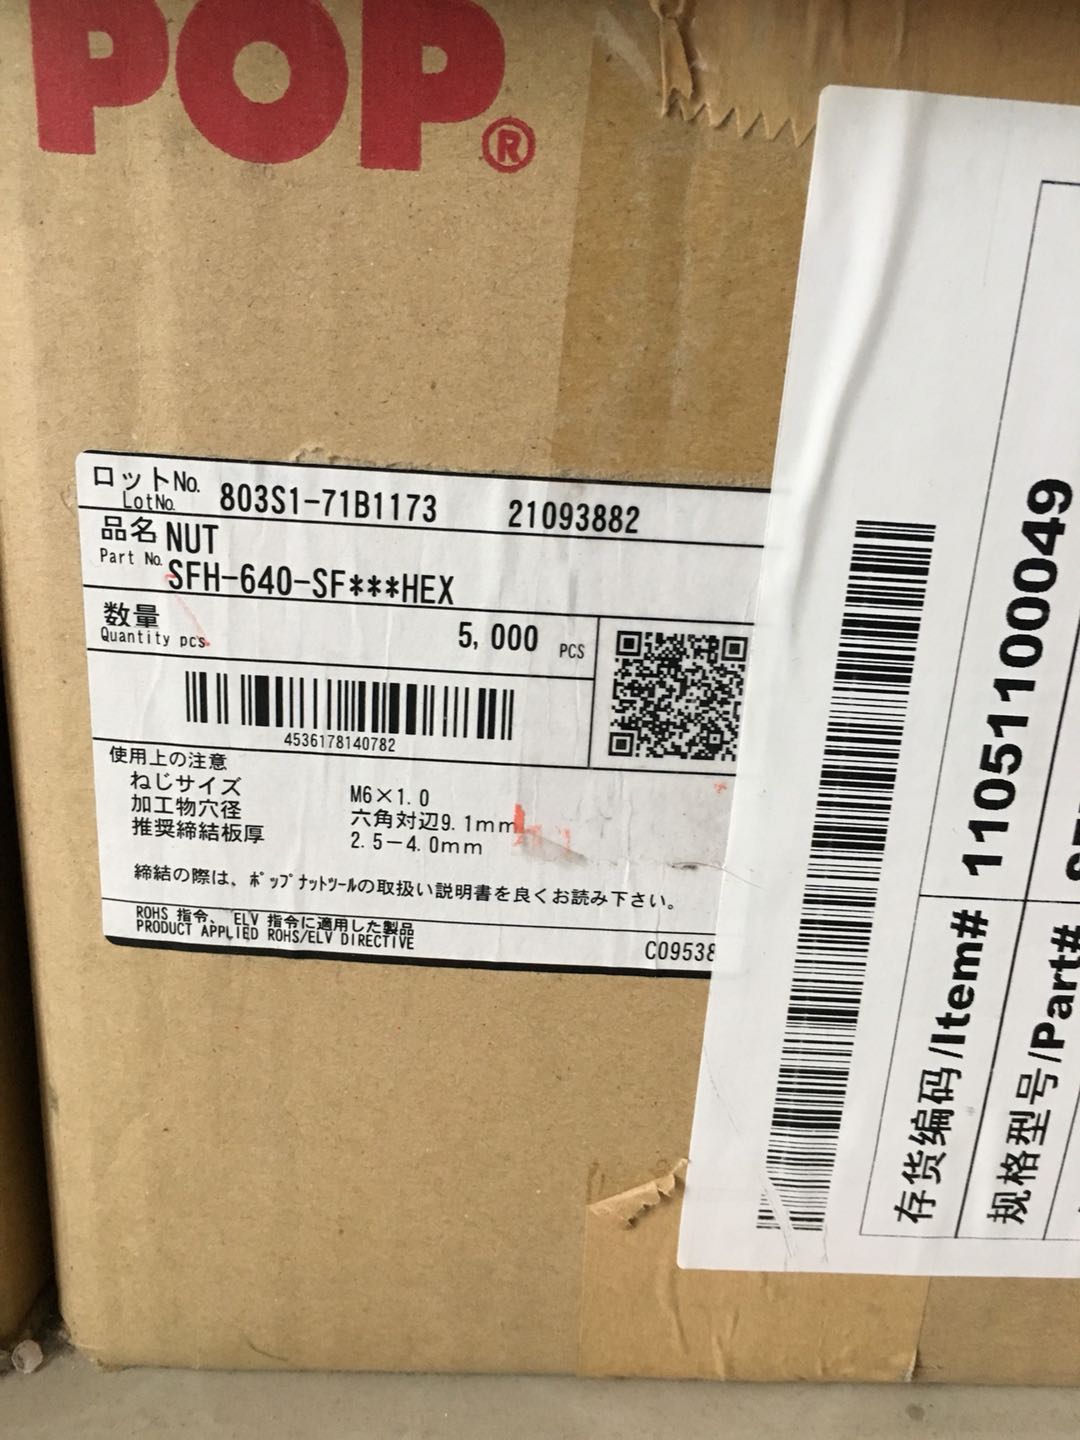 POP®
ロットNo. 803S1-71B1173 21093882
LotNo.
品名 NUT
Part No. SFH-640-SF***HEX
数量 5,000 PCS
Quantity pcs.
4536178140782
使用上の注意
ねじサイズ M6×1.0
加工物穴径 六角対辺9.1mm
推奨締結板厚 2.5−4.0mm
締結の際は、ポップナットツールの取扱い説明書を良くお読み下さい。
ROHS 指令、 ELV 指令に適用した製品
PRODUCT APPLIED ROHS/ELV DIRECTIVE
C09538
存货编码/Item# 1105110049
规格型号/Part#